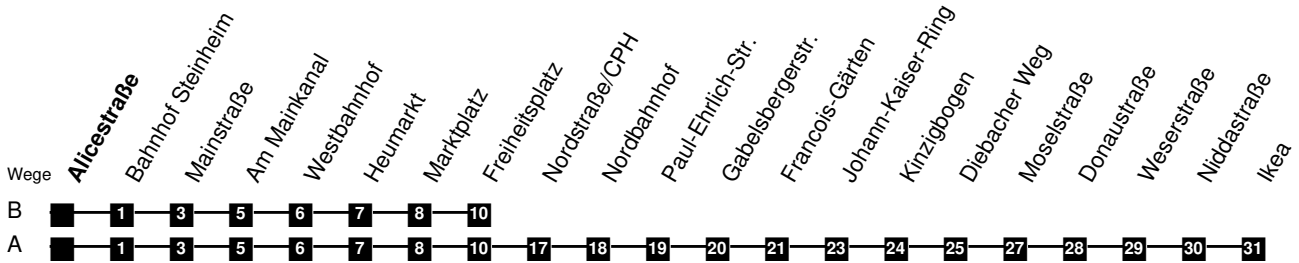 Wege Alicestraße Bahnhof Steinheim Mainstraße Am Mainkanal Westbahnhof Heumarkt Marktplatz Freiheitsplatz Nordstraße/CPH Nordbahnhof Paul-Ehrlich-Str. Gabelsbergerstr. Francois-Gärten Johann-Kaiser-Ring Kinzigbogen Diebacher Weg Moselstraße Donaustraße Weserstraße Niddastraße Ikea
B 1 3 5 6 7 8 10
A 1 3 5 6 7 8 10 17 18 19 20 21 23 24 25 27 28 29 30 31